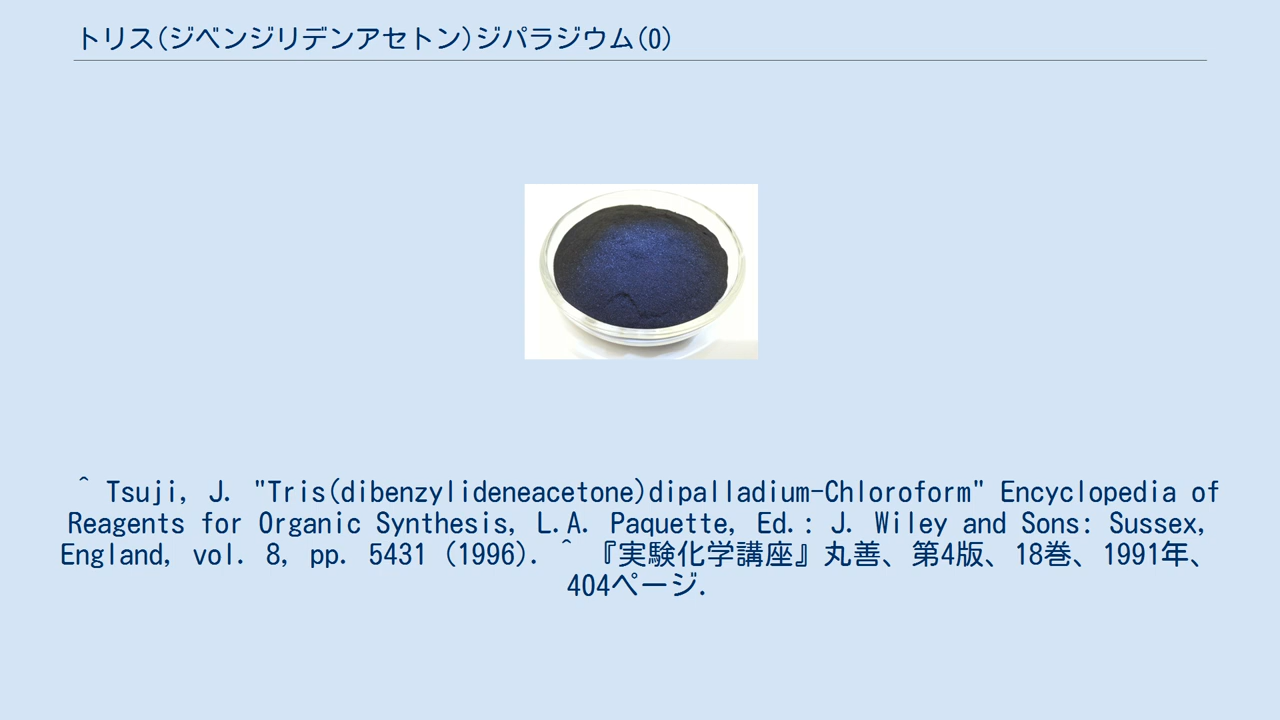 トリス(ジベンジリデンアセトン)ジパラジウム(0)
^ Tsuji, J. "Tris(dibenzylideneacetone)dipalladium-Chloroform" Encyclopedia of
Reagents for Organic Synthesis, L.A. Paquette, Ed.: J. Wiley and Sons: Sussex,
England, vol. 8, pp. 5431 (1996). ^ 『実験化学講座』丸善、第4版、18巻、1991年、
404ページ.